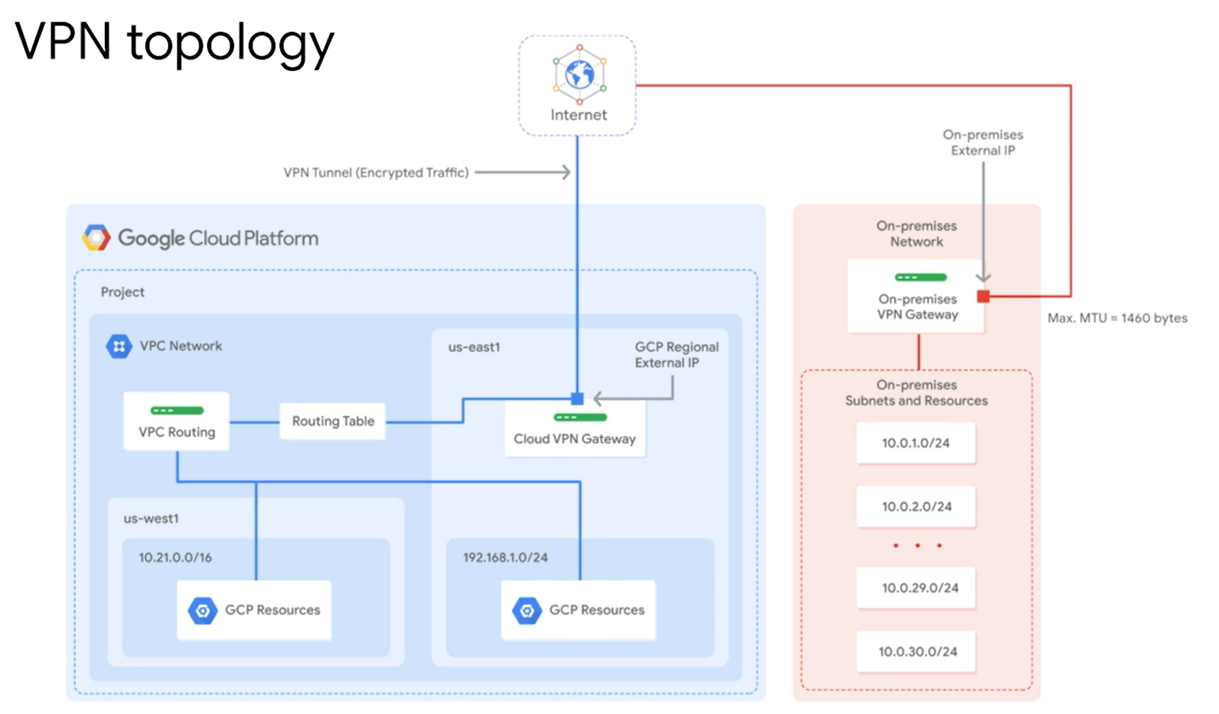 VPN topology
Internet
VPN Tunnel (Encrypted Traffic)
On-premises
External IP
Google Cloud Platform
Project
VPC Network
us-east1
GCP Regional
External IP
VPC Routing
Routing Table
Cloud VPN Gateway
us-west1
10.21.0.0/16
GCP Resources
192.168.1.0/24
GCP Resources
On-premises
Network
On-premises
VPN Gateway
Max. MTU = 1460 bytes
On-premises
Subnets and Resources
10.0.1.0/24
10.0.2.0/24
• • •
10.0.29.0/24
10.0.30.0/24